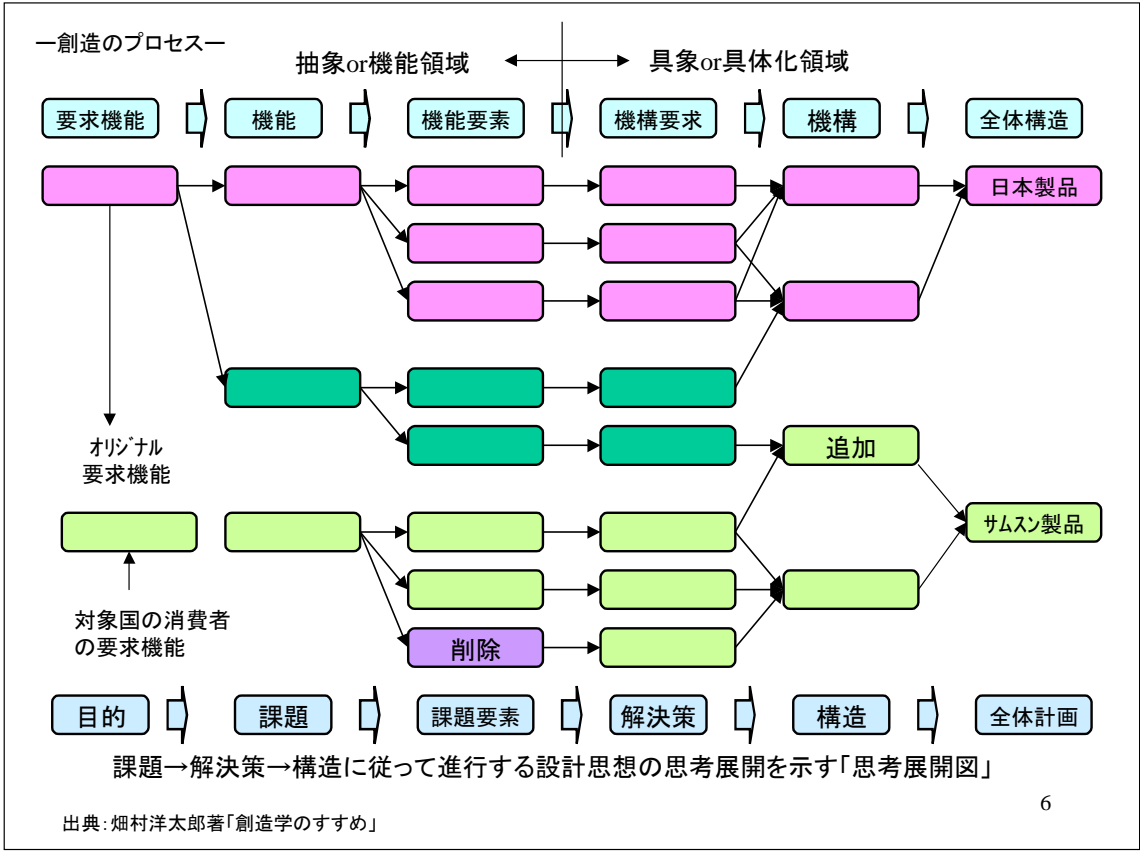 ―創造のプロセス―
抽象or機能領域
具象or具体化領域
要求機能
機能
機能要素
機構要求
機構
全体構造
日本製品
オリジナル
要求機能
追加
サムスン製品
対象国の消費者
の要求機能
削除
目的
課題
課題要素
解決策
構造
全体計画
課題→解決策→構造に従って進行する設計思想の思考展開を示す「思考展開図」
6
出典：畑村洋太郎著「創造学のすすめ」